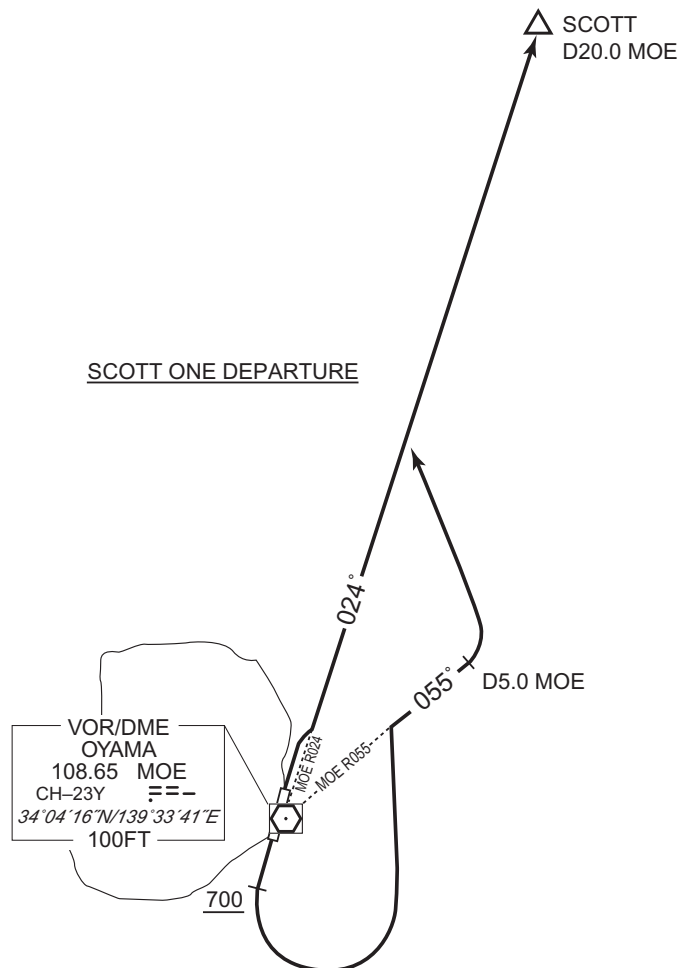 SCOTT
D20.0 MOE
SCOTT ONE DEPARTURE
024°
055°
D5.0 MOE
MOE R024
MOE R055
VOR/DME
OYAMA
108.65 MOE
CH–23Y
34°04′16″N/139°33′41″E
100FT
700